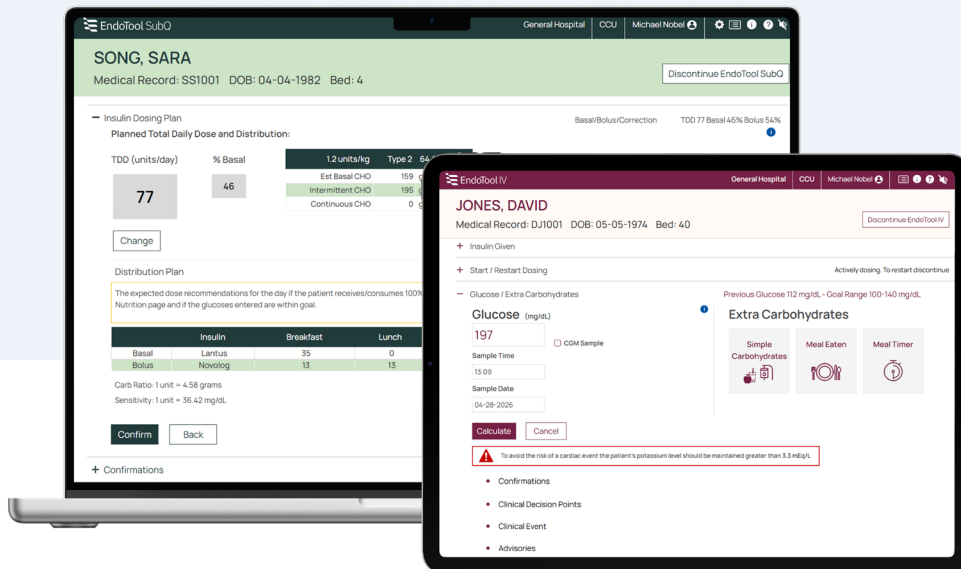 EndoTool SubQ
General Hospital CCU Michael Nobel
SONG, SARA
Medical Record: SS1001 DOB: 04-04-1982 Bed: 4
Discontinue EndoTool SubQ
Insulin Dosing Plan
Basal/Bolus/Correction TDD 77 Basal 46% Bolus 54%
Planned Total Daily Dose and Distribution:
TDD (units/day) % Basal
77
46
1.2 units/kg Type 2 64
Est Basal CHO 159 g
Intermittent CHO 195 g
Continuous CHO 0 g
Change
Distribution Plan
The expected dose recommendations for the day if the patient receives/consumes 100%
Nutrition page and if the glucoses entered are within goal.
Insulin Breakfast Lunch
Basal Lantus 35 0
Bolus Novolog 13 13
Carb Ratio: 1 unit = 4.58 grams
Sensitivity: 1 unit = 36.42 mg/dL
Confirm Back
+ Confirmations
EndoTool IV
General Hospital CCU Michael Nobel
JONES, DAVID
Medical Record: DJ1001 DOB: 05-05-1974 Bed: 40
Discontinue EndoTool IV
+ Insulin Given
+ Start / Restart Dosing
Actively dosing. To restart discontinue
− Glucose / Extra Carbohydrates
Previous Glucose 112 mg/dL - Goal Range 100-140 mg/dL
Glucose (mg/dL)
197
CGM Sample
Sample Time
13:09
Sample Date
04-28-2026
Extra Carbohydrates
Simple Carbohydrates
Meal Eaten
Meal Timer
Calculate Cancel
To avoid the risk of a cardiac event the patient's potassium level should be maintained greater than 3.3 mEq/L
• Confirmations
• Clinical Decision Points
• Clinical Event
• Advisories